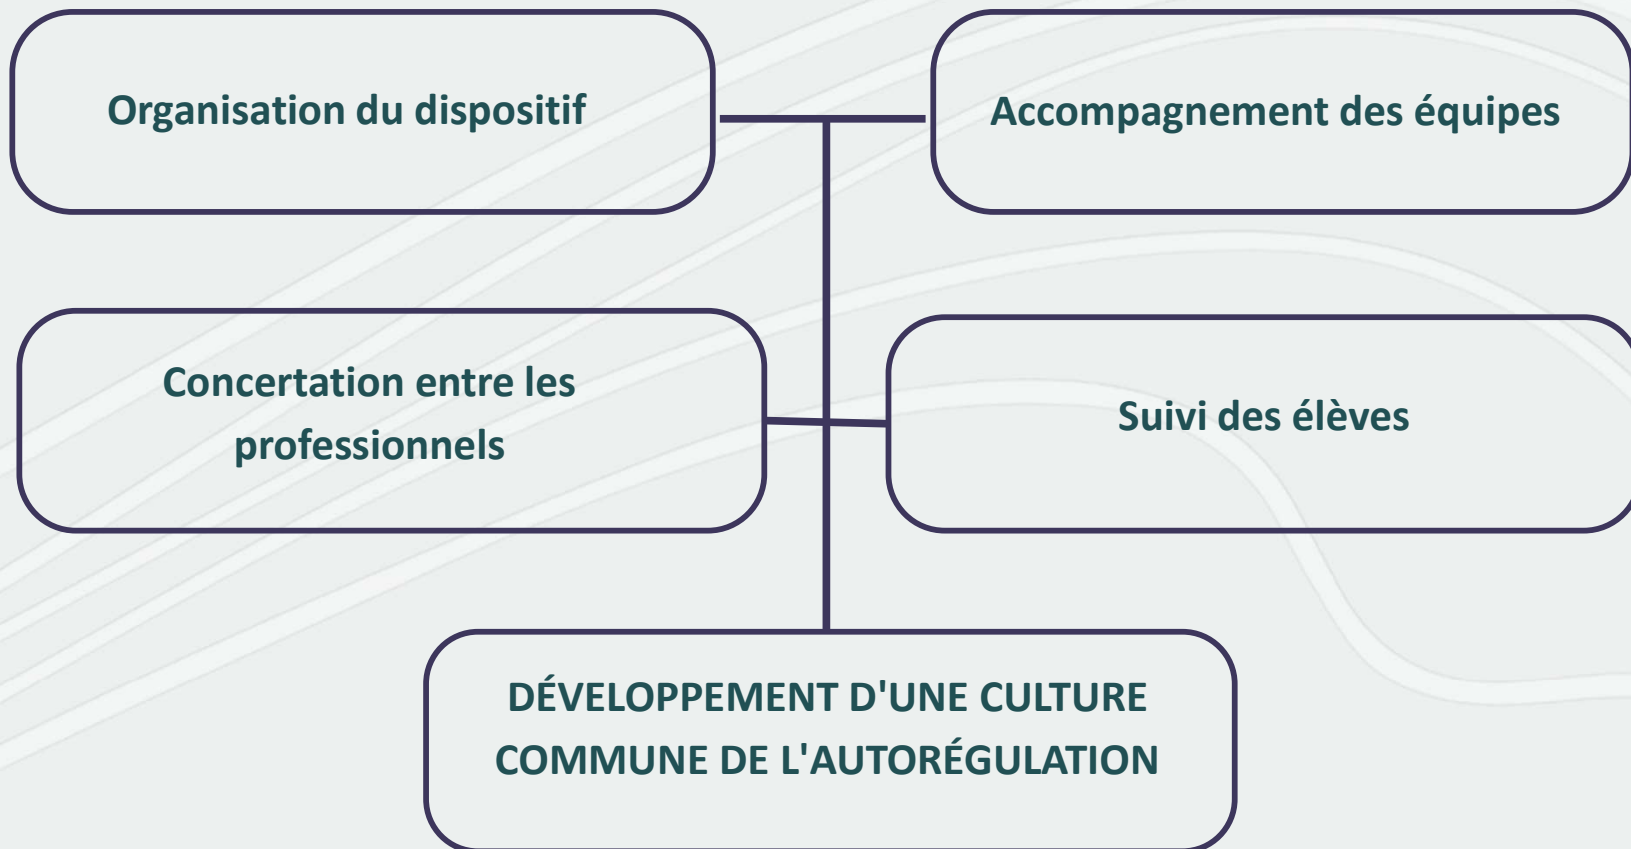 Organisation du dispositif
Accompagnement des équipes
Concertation entre les
professionnels
Suivi des élèves
DÉVELOPPEMENT D'UNE CULTURE
COMMUNE DE L'AUTORÉGULATION